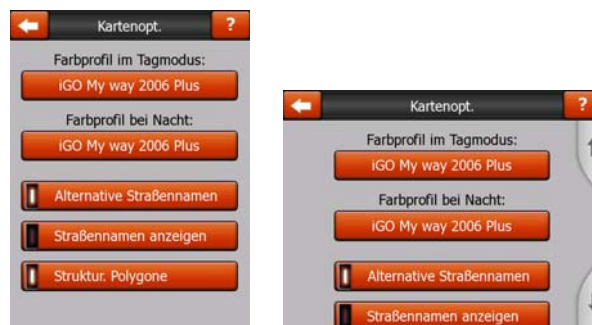 Kartenopt.
?
Farbprofil im Tagmodus:
iGO My way 2006 Plus
Farbprofil bei Nacht:
iGO My way 2006 Plus
Alternative Straßennamen
Straßennamen anzeigen
Struktur. Polygone
Kartenopt.
?
Farbprofil im Tagmodus:
iGO My way 2006 Plus
Farbprofil bei Nacht:
iGO My way 2006 Plus
Alternative Straßennamen
Straßennamen anzeigen